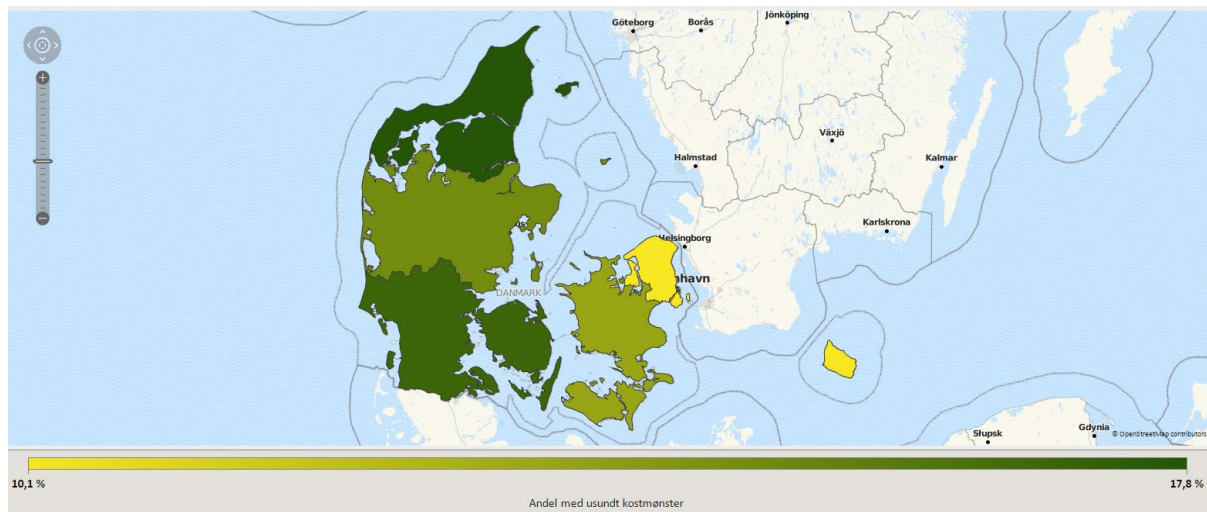 Göteborg
Borås
Jönköping
Växjö
Halmstad
Kalmar
Karlskrona
Helsingborg
nhavn
DANMARK
Słupsk
Gdynia
© OpenStreetMap contributors
10,1 %
17,8 %
Andel med usundt kostmønster